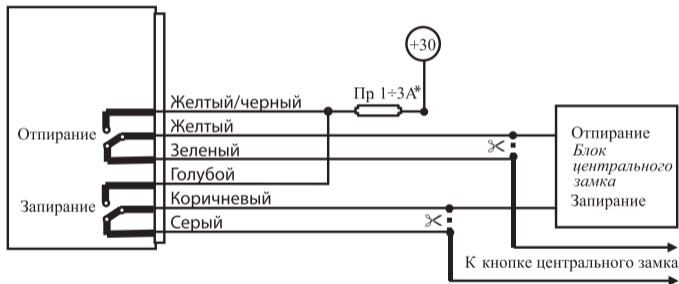 +30
Пр 1÷3А*
Желтый/черный
Отпирание
Желтый
Зеленый
Голубой
Запирание
Коричневый
Серый
Отпирание
Блок
центрального
замка
Запирание
К кнопке центрального замка